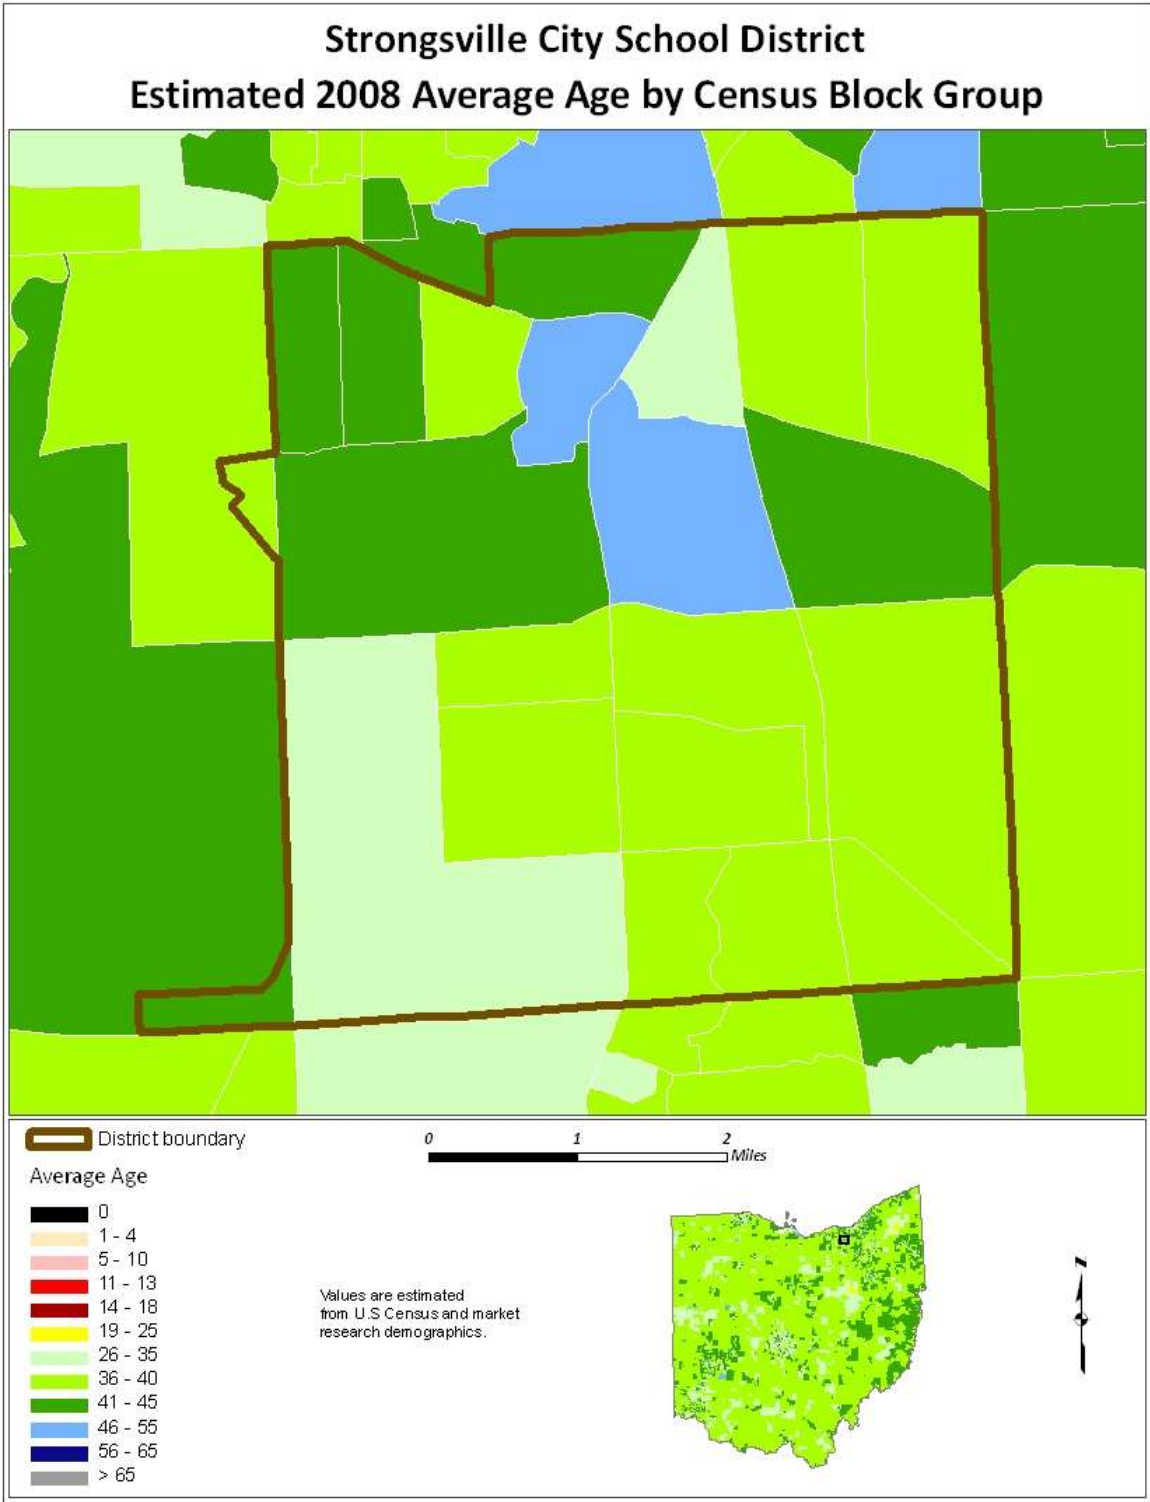 Strongsville City School District
Estimated 2008 Average Age by Census Block Group
District boundary
0 1 2
Miles
Average Age
0
1 - 4
5 - 10
11 - 13
14 - 18
19 - 25
26 - 35
36 - 40
41 - 45
46 - 55
56 - 65
> 65
Values are estimated
from U.S Census and market
research demographics.
N